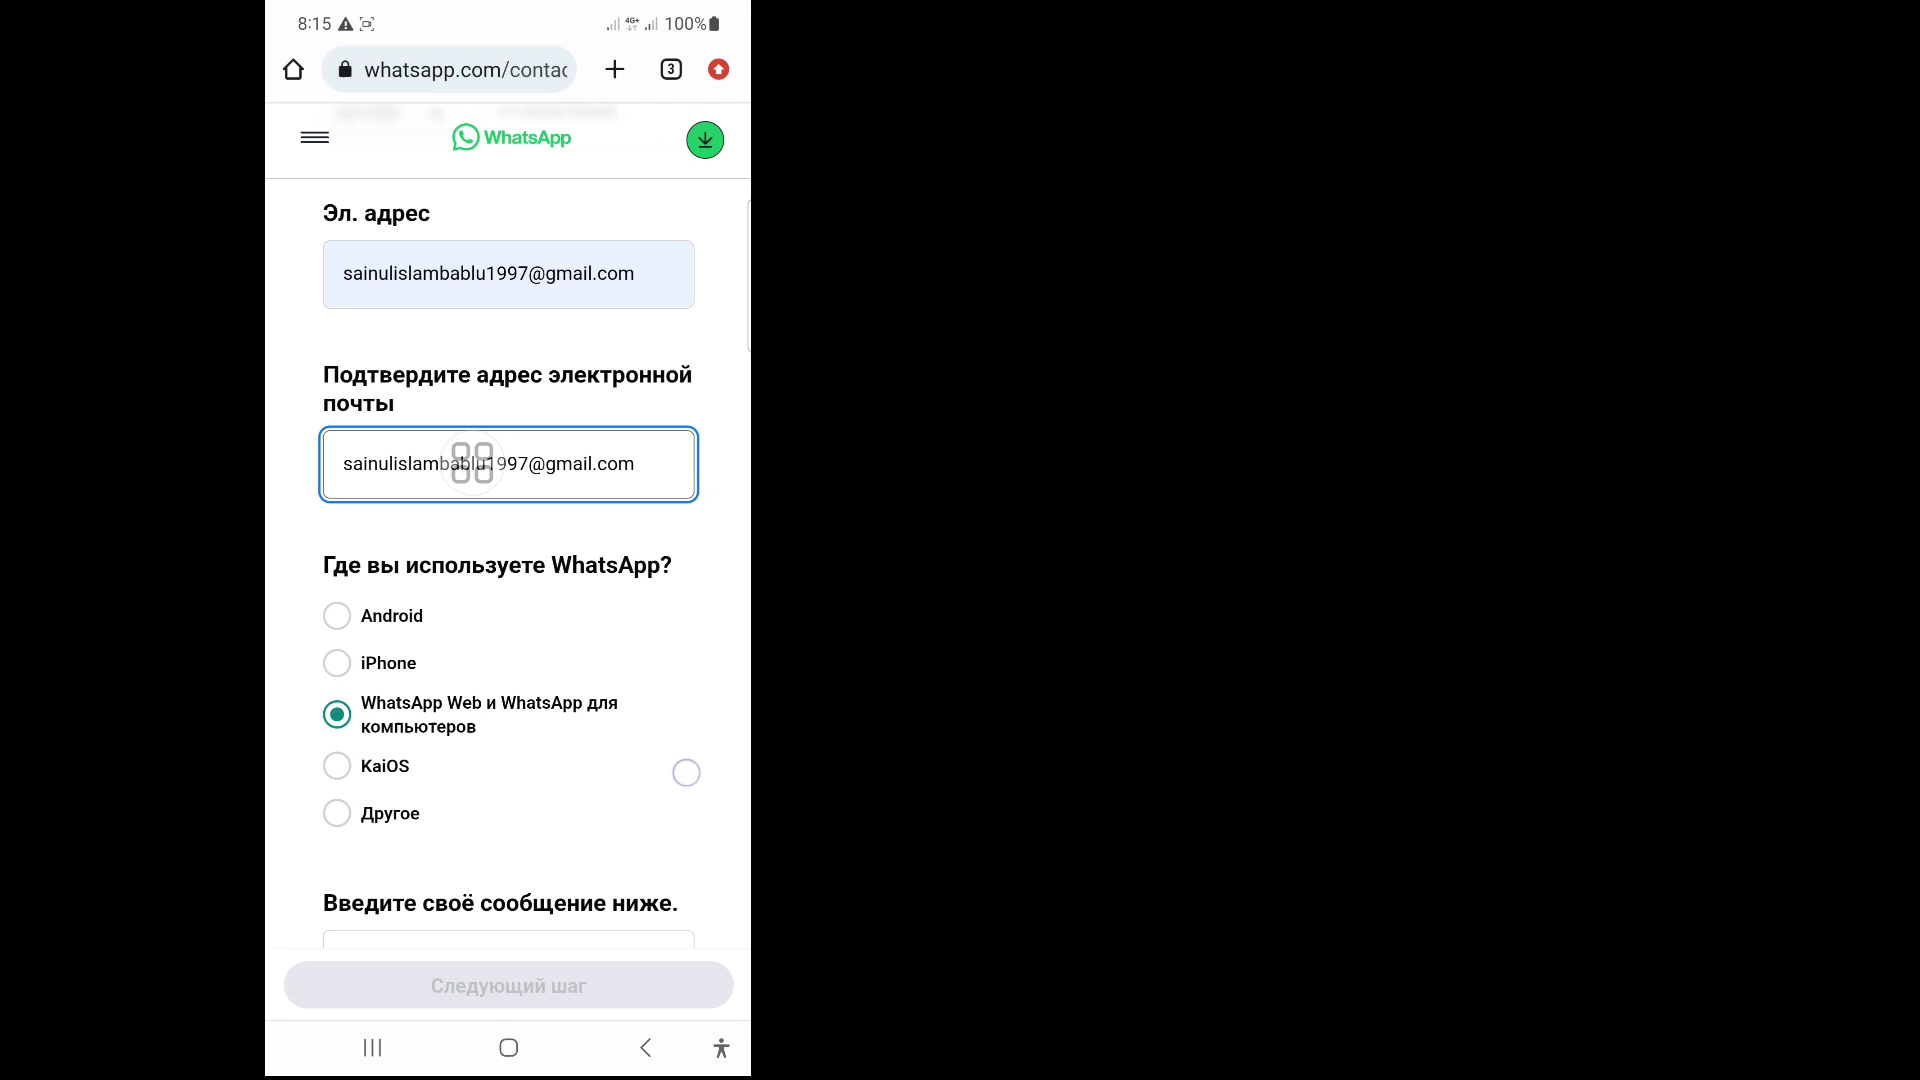 8:15
4G+
100%
whatsapp.com/contac
3
WhatsApp
Эл. адрес
sainulislambablu1997@gmail.com
Подтвердите адрес электронной
почты
sainulislambablu1997@gmail.com
Где вы используете WhatsApp?
Android
iPhone
WhatsApp Web и WhatsApp для
компьютеров
KaiOS
Другое
Введите своё сообщение ниже.
Следующий шаг